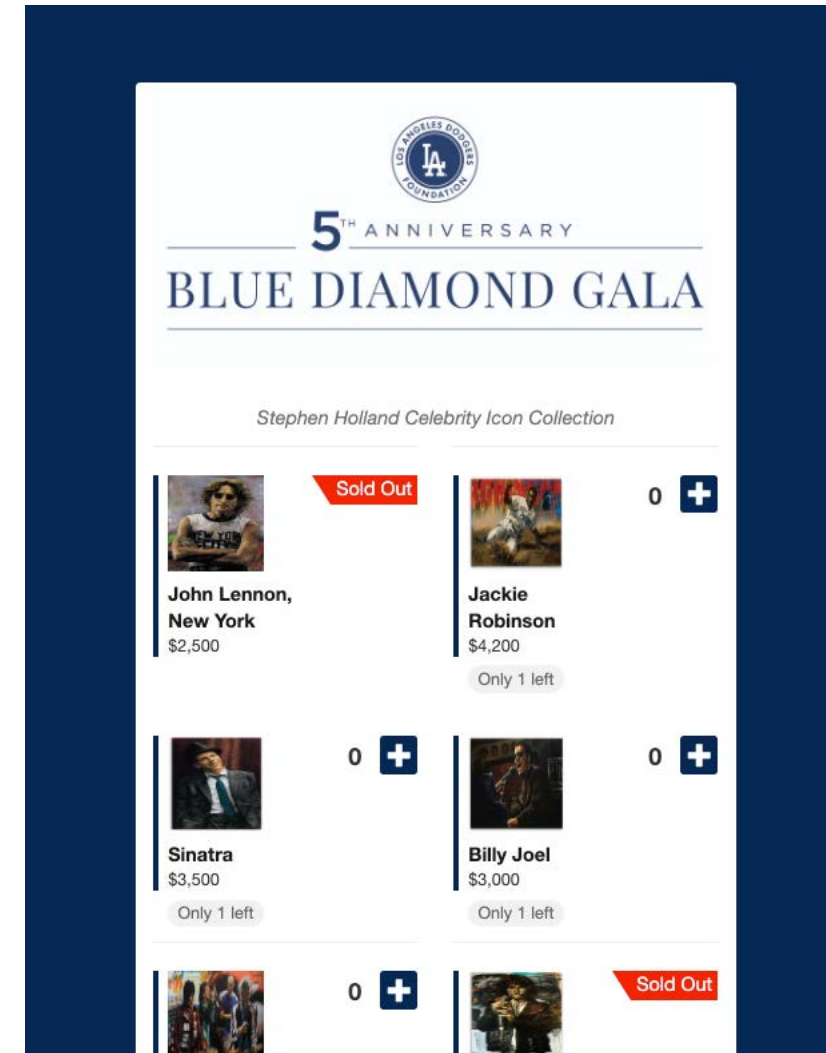 LOS ANGELES DODGERS
LA
FOUNDATION
5TH ANNIVERSARY
BLUE DIAMOND GALA
Stephen Holland Celebrity Icon Collection
Sold Out
0
John Lennon,
New York
$2,500
Jackie
Robinson
$4,200
Only 1 left
0
0
Sinatra
$3,500
Only 1 left
Billy Joel
$3,000
Only 1 left
0
Sold Out